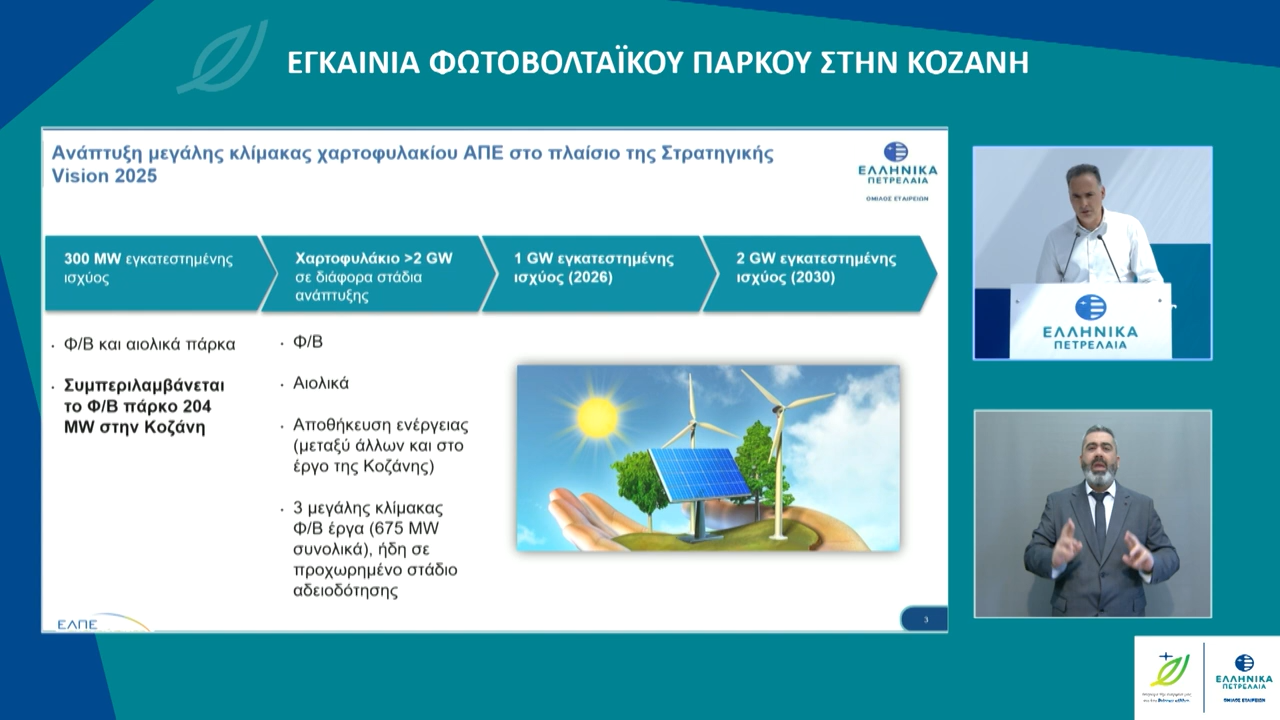 ΕΓΚΑΙΝΙΑ ΦΩΤΟΒΟΛΤΑΪΚΟΥ ΠΑΡΚΟΥ ΣΤΗΝ ΚΟΖΑΝΗ
Ανάπτυξη μεγάλης κλίμακας χαρτοφυλακίου ΑΠΕ στο πλαίσιο της Στρατηγικής
Vision 2025
ΕΛΛΗΝΙΚΑ
ΠΕΤΡΕΛΑΙΑ
ΟΜΙΛΟΣ ΕΤΑΙΡΕΙΩΝ
300 MW εγκατεστημένης
ισχύος
Χαρτοφυλάκιο >2 GW
σε διάφορα στάδια
ανάπτυξης
1 GW εγκατεστημένης
ισχύος (2026)
2 GW εγκατεστημένης
ισχύος (2030)
· Φ/Β και αιολικά πάρκα
· Συμπεριλαμβάνεται
το Φ/Β πάρκο 204
MW στην Κοζάνη
· Φ/Β
· Αιολικά
· Αποθήκευση ενέργειας
(μεταξύ άλλων και στο
έργο της Κοζάνης)
· 3 μεγάλης κλίμακας
Φ/Β έργα (675 MW
συνολικά), ήδη σε
προχωρημένο στάδιο
αδειοδότησης
ΕΛΠΕ
3
ΕΛΛΗΝΙΚΑ
ΠΕΤΡΕΛΑΙΑ
ΕΛΛΗΝΙΚΑ
ΠΕΤΡΕΛΑΙΑ
ΟΜΙΛΟΣ ΕΤΑΙΡΕΙΩΝ